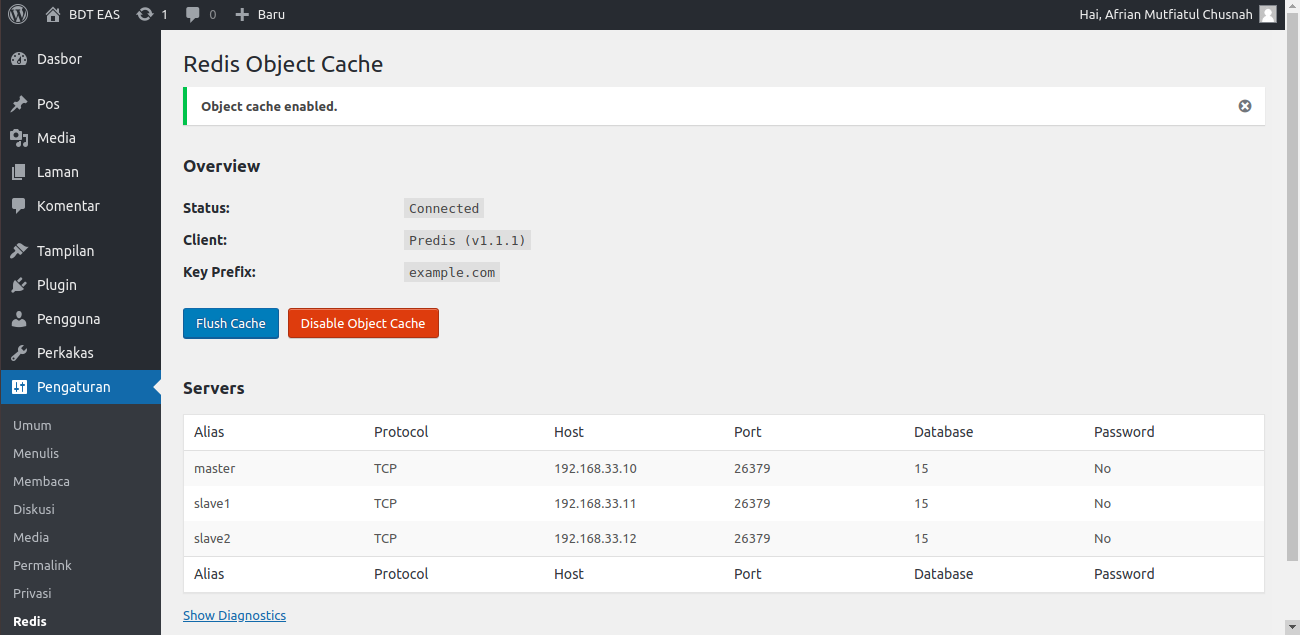 BDT EAS 1 0 Baru Hai, Afrian Mutfiatul Chusnah
Dasbor
Pos
Media
Laman
Komentar
Tampilan
Plugin
Pengguna
Perkakas
Pengaturan
Umum
Menulis
Membaca
Diskusi
Media
Permalink
Privasi
Redis
Redis Object Cache
Object cache enabled.
Overview
Status: Connected
Client: Predis (v1.1.1)
Key Prefix: example.com
Flush Cache Disable Object Cache
Servers
Alias Protocol Host Port Database Password
master TCP 192.168.33.10 26379 15 No
slave1 TCP 192.168.33.11 26379 15 No
slave2 TCP 192.168.33.12 26379 15 No
Alias Protocol Host Port Database Password
Show Diagnostics